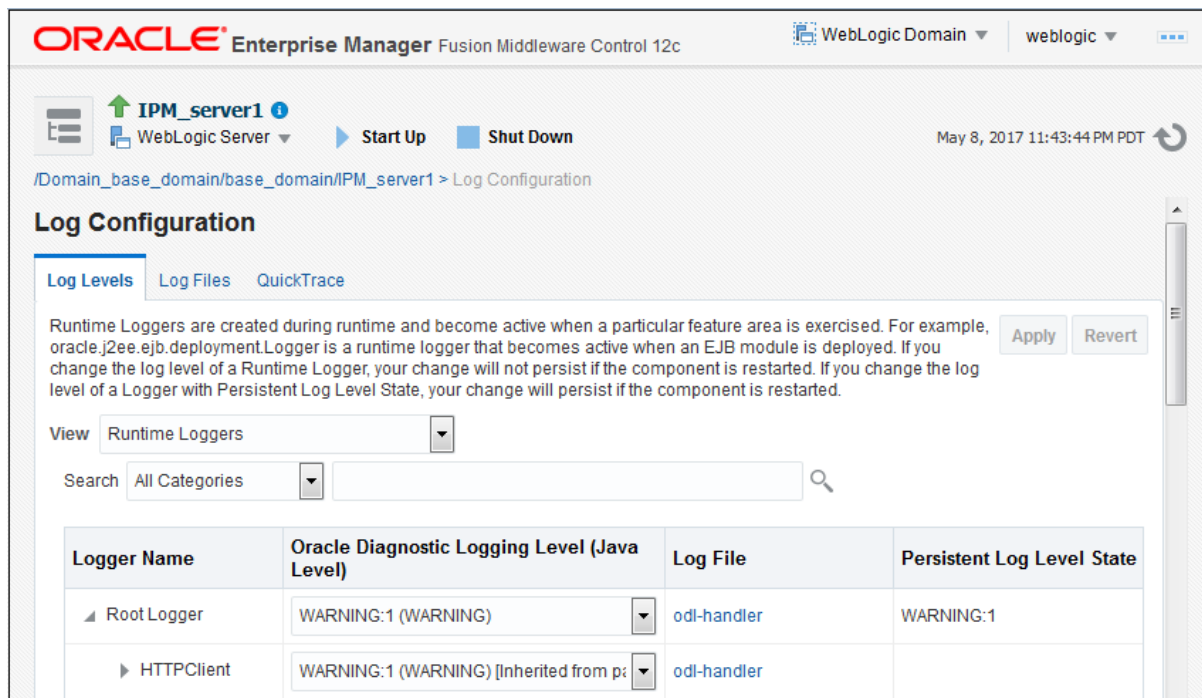 ORACLE Enterprise Manager Fusion Middleware Control 12c
WebLogic Domain
weblogic
IPM_server1
WebLogic Server
Start Up
Shut Down
May 8, 2017 11:43:44 PM PDT
/Domain_base_domain/base_domain/IPM_server1 > Log Configuration
Log Configuration
Log Levels
Log Files
QuickTrace
Runtime Loggers are created during runtime and become active when a particular feature area is exercised. For example,
oracle.j2ee.ejb.deployment.Logger is a runtime logger that becomes active when an EJB module is deployed. If you
change the log level of a Runtime Logger, your change will not persist if the component is restarted. If you change the log
level of a Logger with Persistent Log Level State, your change will persist if the component is restarted.
Apply
Revert
View Runtime Loggers
Search All Categories
Logger Name
Oracle Diagnostic Logging Level (Java
Level)
Log File
Persistent Log Level State
Root Logger
WARNING:1 (WARNING)
odl-handler
WARNING:1
HTTPClient
WARNING:1 (WARNING) [Inherited from pa
odl-handler